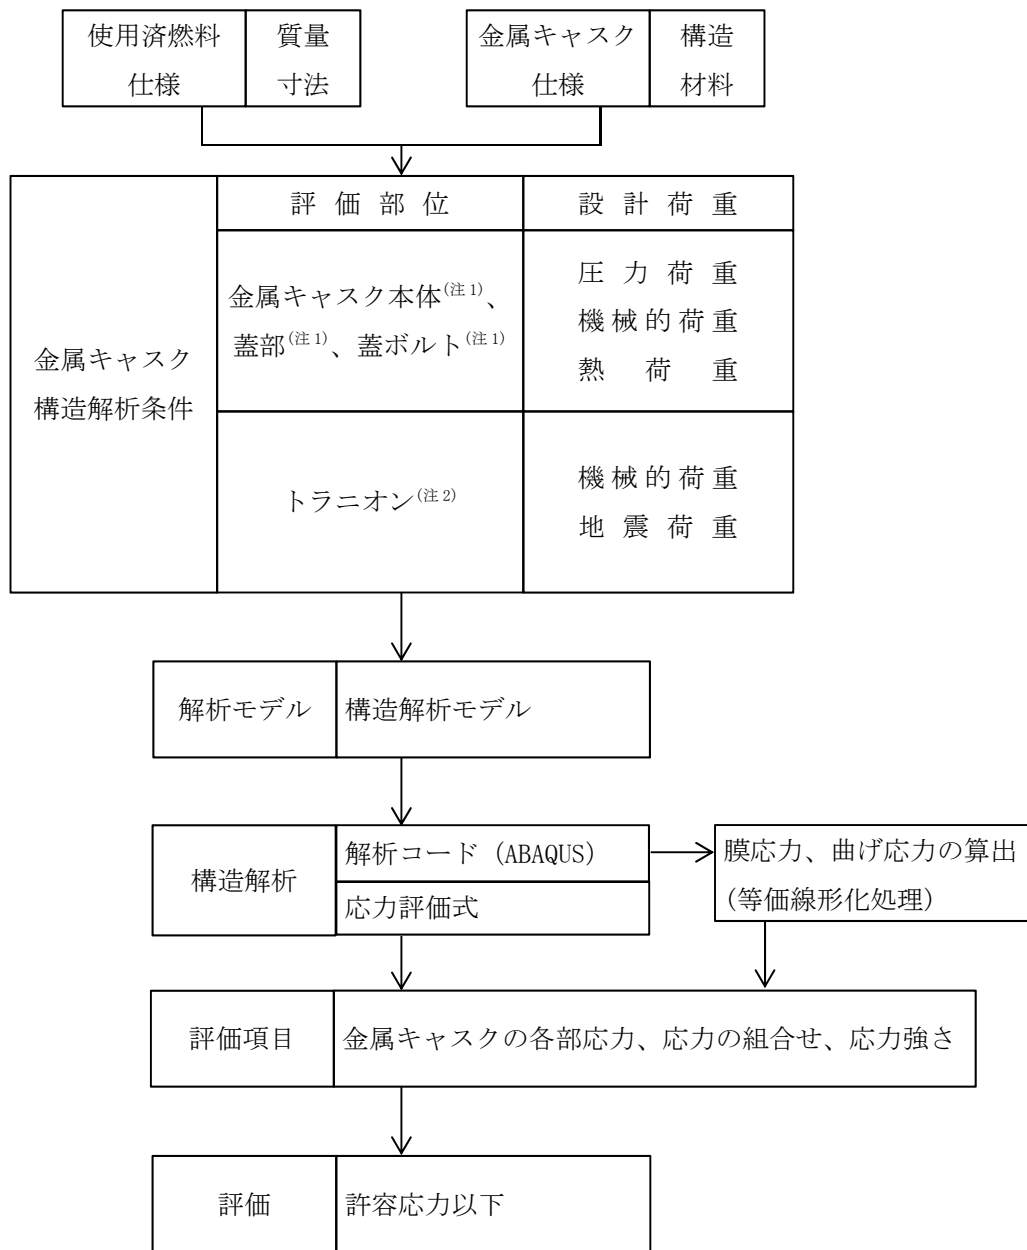 使用済燃料
仕様
質量
寸法
金属キャスク
仕様
構造
材料
評価部位
設計荷重
金属キャスク
構造解析条件
金属キャスク本体(注1)、
蓋部(注1)、蓋ボルト(注1)
圧力荷重
機械的荷重
熱荷重
トラニオン(注2)
機械的荷重
地震荷重
解析モデル
構造解析モデル
構造解析
解析コード（ABAQUS）
応力評価式
膜応力、曲げ応力の算出
(等価線形化処理)
評価項目
金属キャスクの各部応力、応力の組合せ、応力強さ
評価
許容応力以下